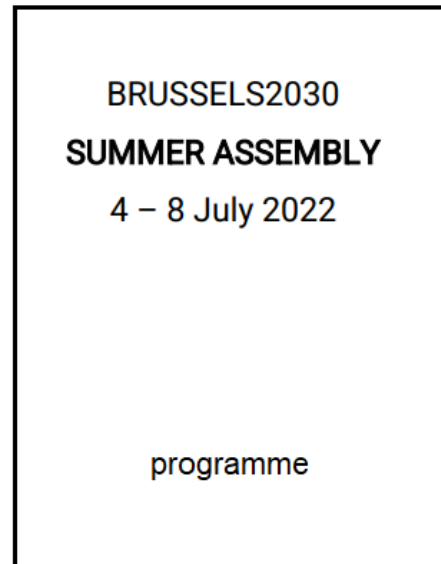 BRUSSELS2030
SUMMER ASSEMBLY
4 – 8 July 2022
programme